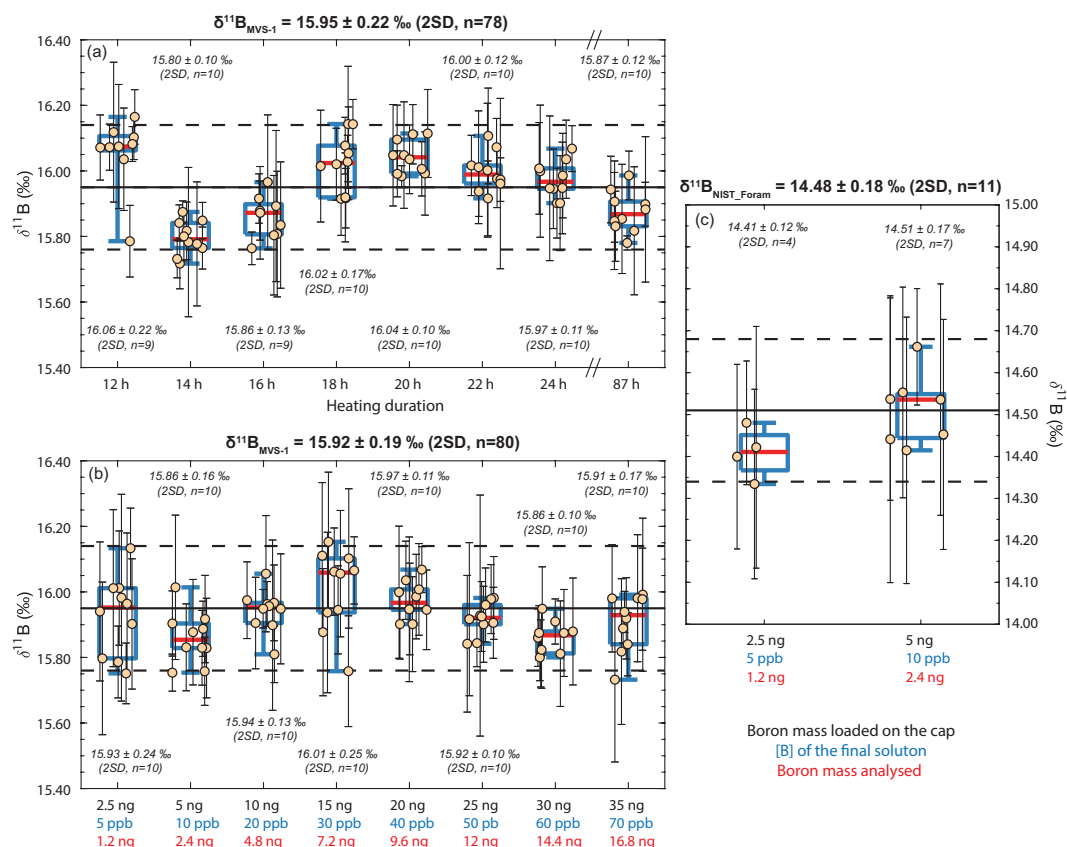 δ¹¹B_MVS-1 = 15.95 ± 0.22 ‰ (2SD, n=78)
(a)
16.40
16.20
16.00
15.80
15.60
15.40
δ¹¹B (‰)
15.80 ± 0.10 ‰
(2SD, n=10)
16.00 ± 0.12 ‰
(2SD, n=10)
15.87 ± 0.12 ‰
(2SD, n=10)
16.02 ± 0.17‰
(2SD, n=10)
16.06 ± 0.22 ‰
(2SD, n=9)
15.86 ± 0.13 ‰
(2SD, n=9)
16.04 ± 0.10 ‰
(2SD, n=10)
15.97 ± 0.11 ‰
(2SD, n=10)
12 h 14 h 16 h 18 h 20 h 22 h 24 h 87 h
Heating duration
δ¹¹B_MVS-1 = 15.92 ± 0.19 ‰ (2SD, n=80)
(b)
16.40
16.20
16.00
15.80
15.60
15.40
δ¹¹B (‰)
15.86 ± 0.16 ‰
(2SD, n=10)
15.97 ± 0.11 ‰
(2SD, n=10)
15.91 ± 0.17 ‰
(2SD, n=10)
15.86 ± 0.10 ‰
(2SD, n=10)
15.94 ± 0.13 ‰
(2SD, n=10)
15.93 ± 0.24 ‰
(2SD, n=10)
16.01 ± 0.25 ‰
(2SD, n=10)
15.92 ± 0.10 ‰
(2SD, n=10)
2.5 ng 5 ng 10 ng 15 ng 20 ng 25 ng 30 ng 35 ng
5 ppb 10 ppb 20 ppb 30 ppb 40 ppb 50 pb 60 ppb 70 ppb
1.2 ng 2.4 ng 4.8 ng 7.2 ng 9.6 ng 12 ng 14.4 ng 16.8 ng
δ¹¹B_NIST_Foram = 14.48 ± 0.18 ‰ (2SD, n=11)
(c)
14.41 ± 0.12 ‰
(2SD, n=4)
14.51 ± 0.17 ‰
(2SD, n=7)
15.00
14.90
14.80
14.70
14.60
14.50
14.40
14.30
14.20
14.10
14.00
δ¹¹B (‰)
2.5 ng 5 ng
5 ppb 10 ppb
1.2 ng 2.4 ng
Boron mass loaded on the cap
[B] of the final soluton
Boron mass analysed